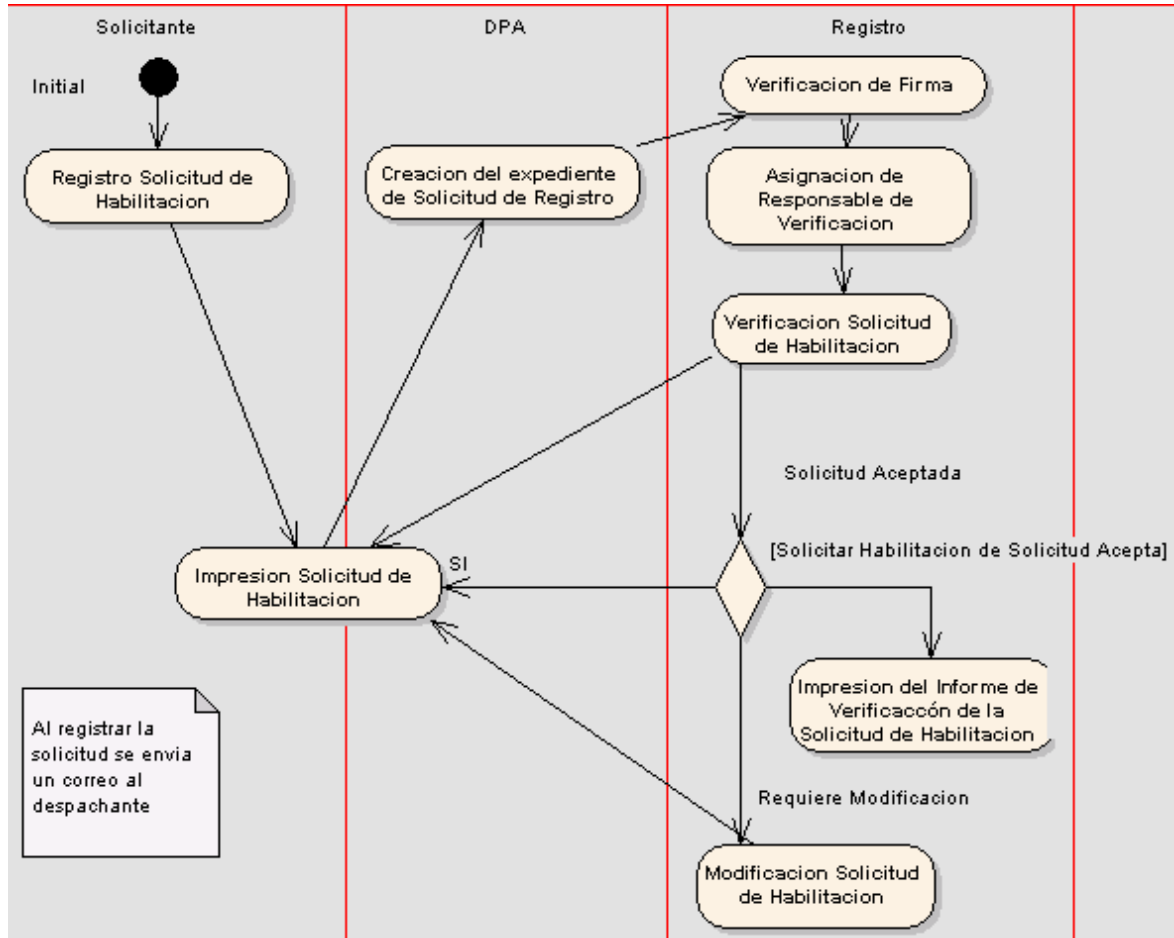 Solicitante
DPA
Registro
Initial
Verificacion de Firma
Registro Solicitud de
Habilitacion
Creacion del expediente
de Solicitud de Registro
Asignacion de
Responsable de
Verificacion
Verificacion Solicitud
de Habilitacion
Solicitud Aceptada
[Solicitar Habilitacion de Solicitud Acepta]
SI
Impresion Solicitud de
Habilitacion
Impresion del Informe de
Verificaccón de la
Solicitud de Habilitacion
Al registrar la
solicitud se envia
un correo al
despachante
Requiere Modificacion
Modificacion Solicitud
de Habilitacion